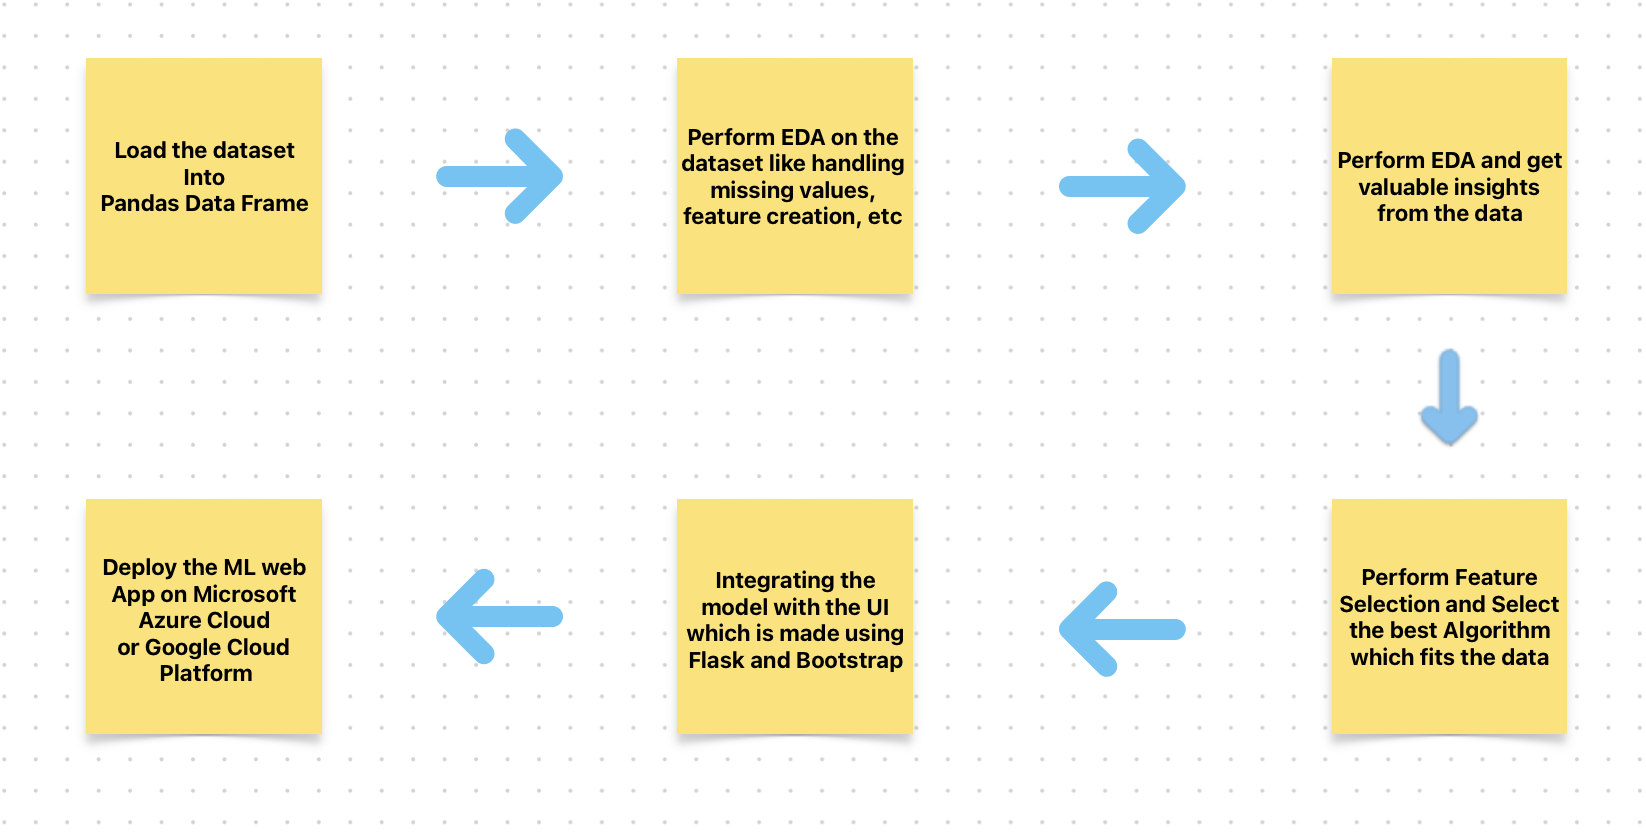 Load the dataset
Into
Pandas Data Frame
Perform EDA on the
dataset like handling
missing values,
feature creation, etc
Perform EDA and get
valuable insights
from the data
Perform Feature
Selection and Select
the best Algorithm
which fits the data
Integrating the
model with the UI
which is made using
Flask and Bootstrap
Deploy the ML web
App on Microsoft
Azure Cloud
or Google Cloud
Platform